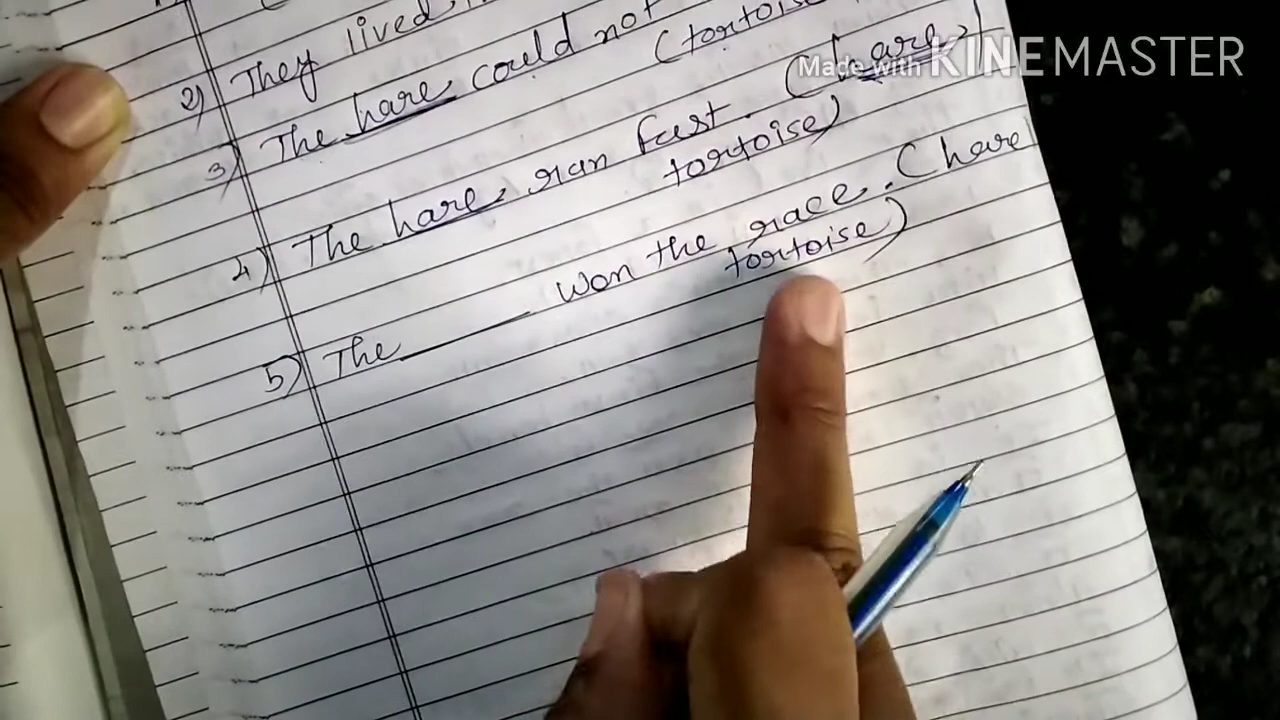 2) They lived
3) The hare could not
(tortoise
4) The hare ran fast. (hare,
tortoise)
5) The ______ won the race. (hare
tortoise)
Made with KINEMASTER